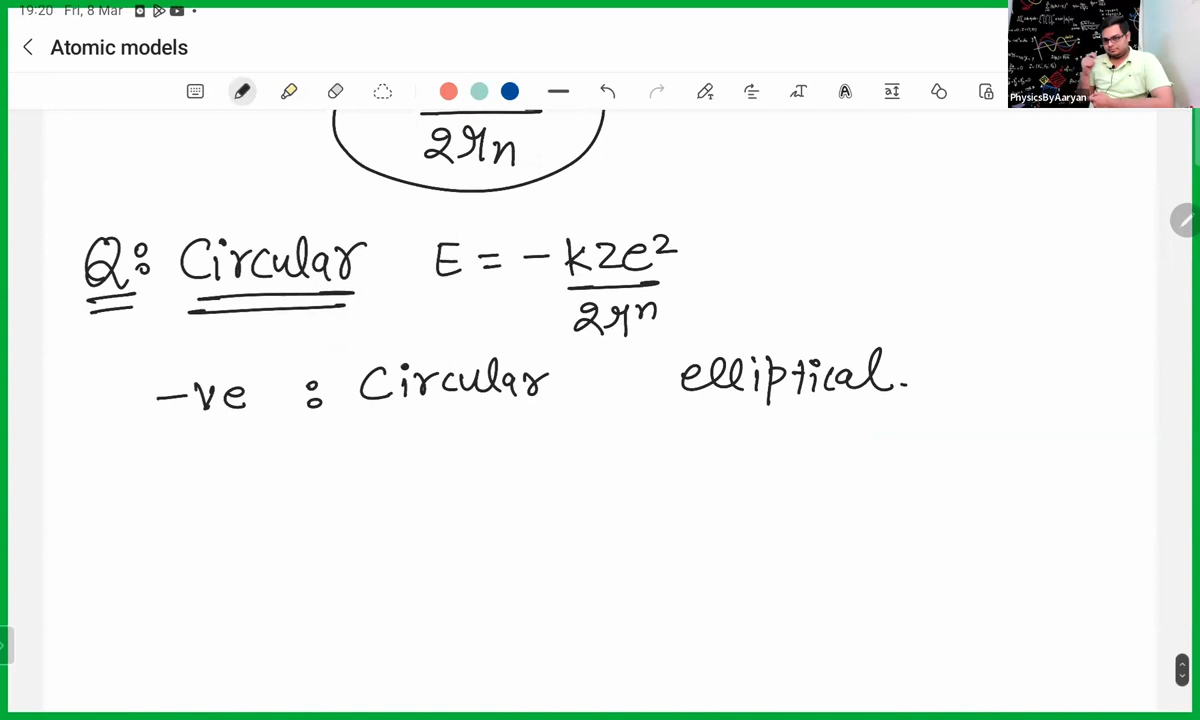 19:20 Fri, 8 Mar
Atomic models
PhysicsByAaryan
2rn
Q: Circular E = - kze²
2rn
-ve : Circular elliptical.